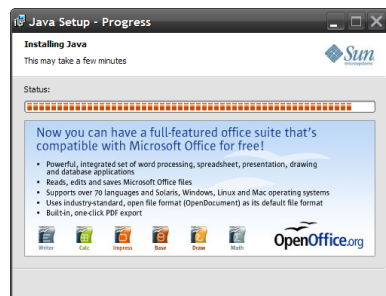 Java Setup - Progress
Installing Java
This may take a few minutes
Sun
microsystems
Status:
Now you can have a full-featured office suite that's
compatible with Microsoft Office for free!
• Powerful, integrated set of word processing, spreadsheet, presentation, drawing
and database applications
• Reads, edits and saves Microsoft Office files
• Supports over 70 languages and Solaris, Windows, Linux and Mac operating systems
• Uses industry-standard, open file format (OpenDocument) as its default file format
• Built-in, one-click PDF export
Writer Calc Impress Base Draw Math
OpenOffice.org